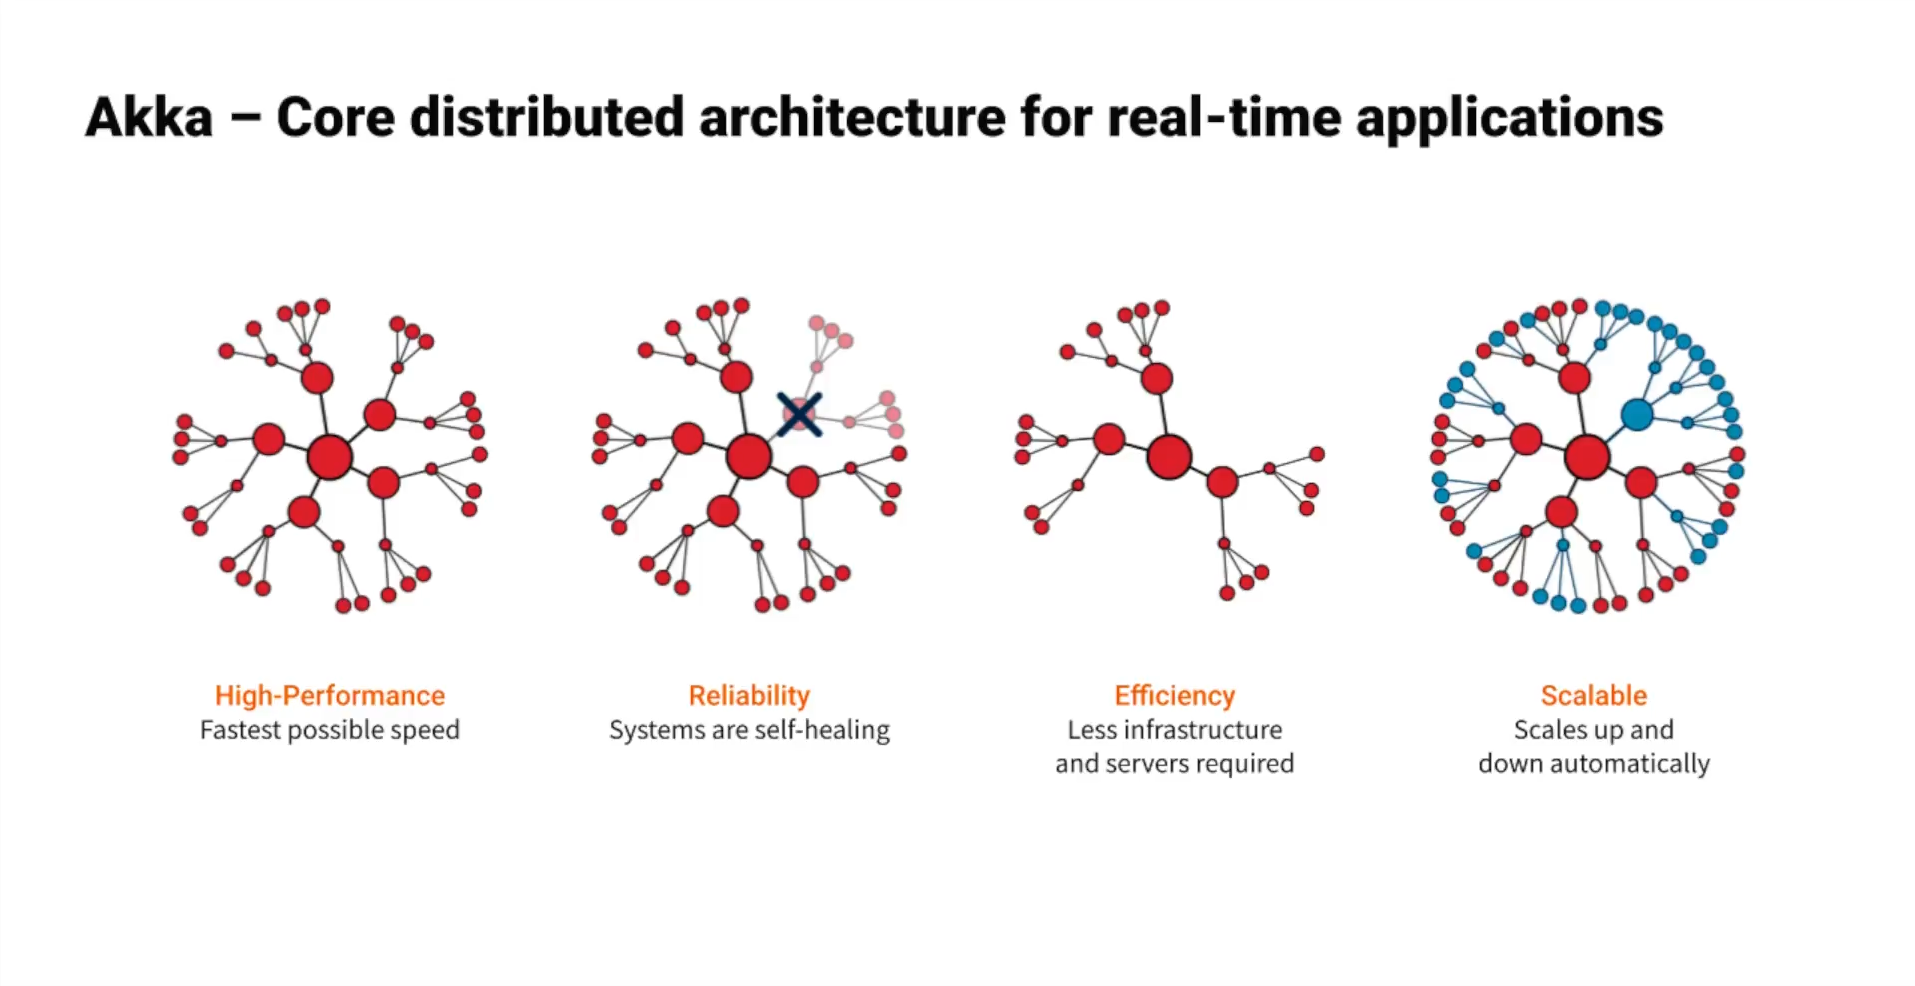 Akka – Core distributed architecture for real-time applications
High-Performance
Fastest possible speed
Reliability
Systems are self-healing
Efficiency
Less infrastructure
and servers required
Scalable
Scales up and
down automatically